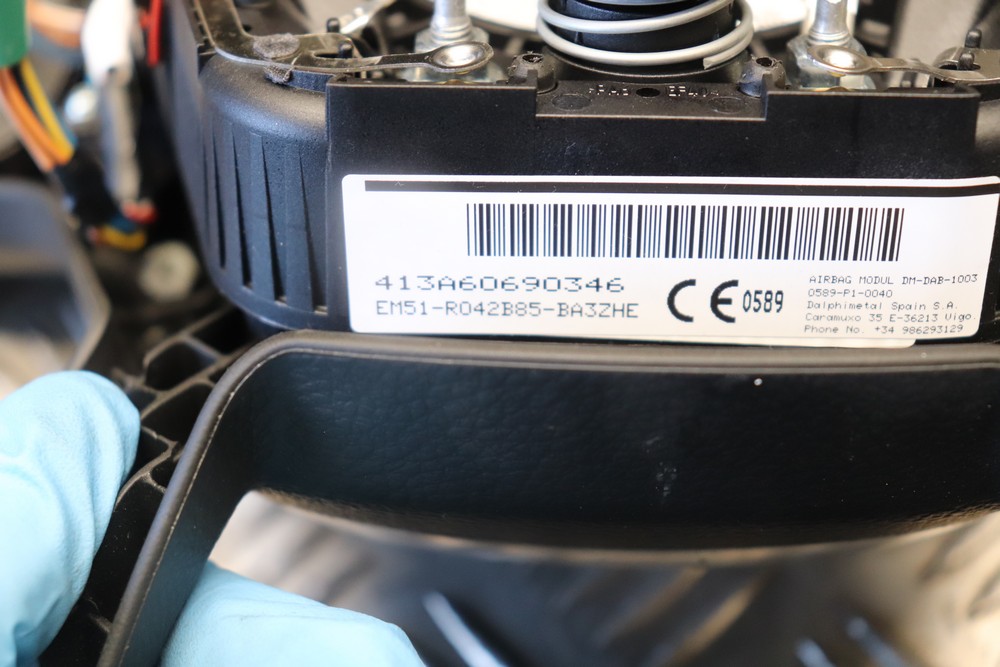 413A60690346
EM51-R042B85-BA3ZHE
CE 0589
AIRBAG MODUL DM-DAB-1003
0589-P1-0040
Dalphimetal Spain S.A.
Caramuxo 35 E-36213 Vigo.
Phone No. +34 986293129